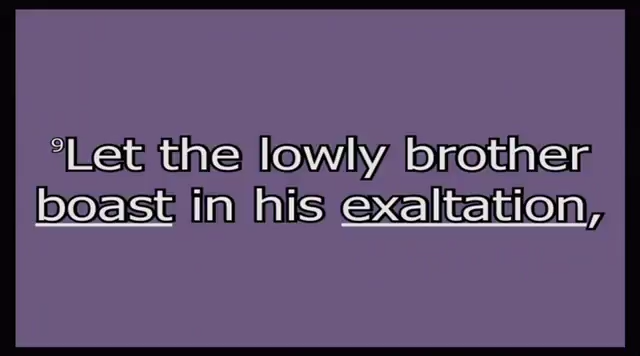 ⁹Let the lowly brother
boast in his exaltation,